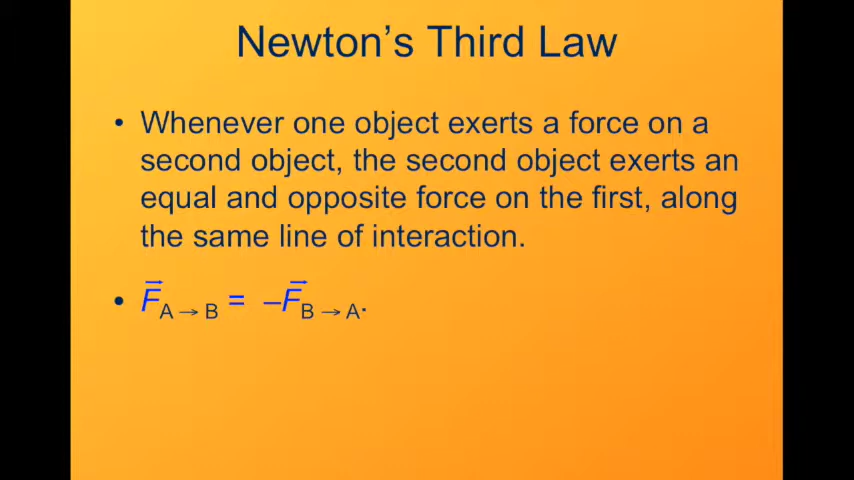 Newton’s Third Law
• Whenever one object exerts a force on a
second object, the second object exerts an
equal and opposite force on the first, along
the same line of interaction.
• F⃗ A → B = –F⃗ B → A.